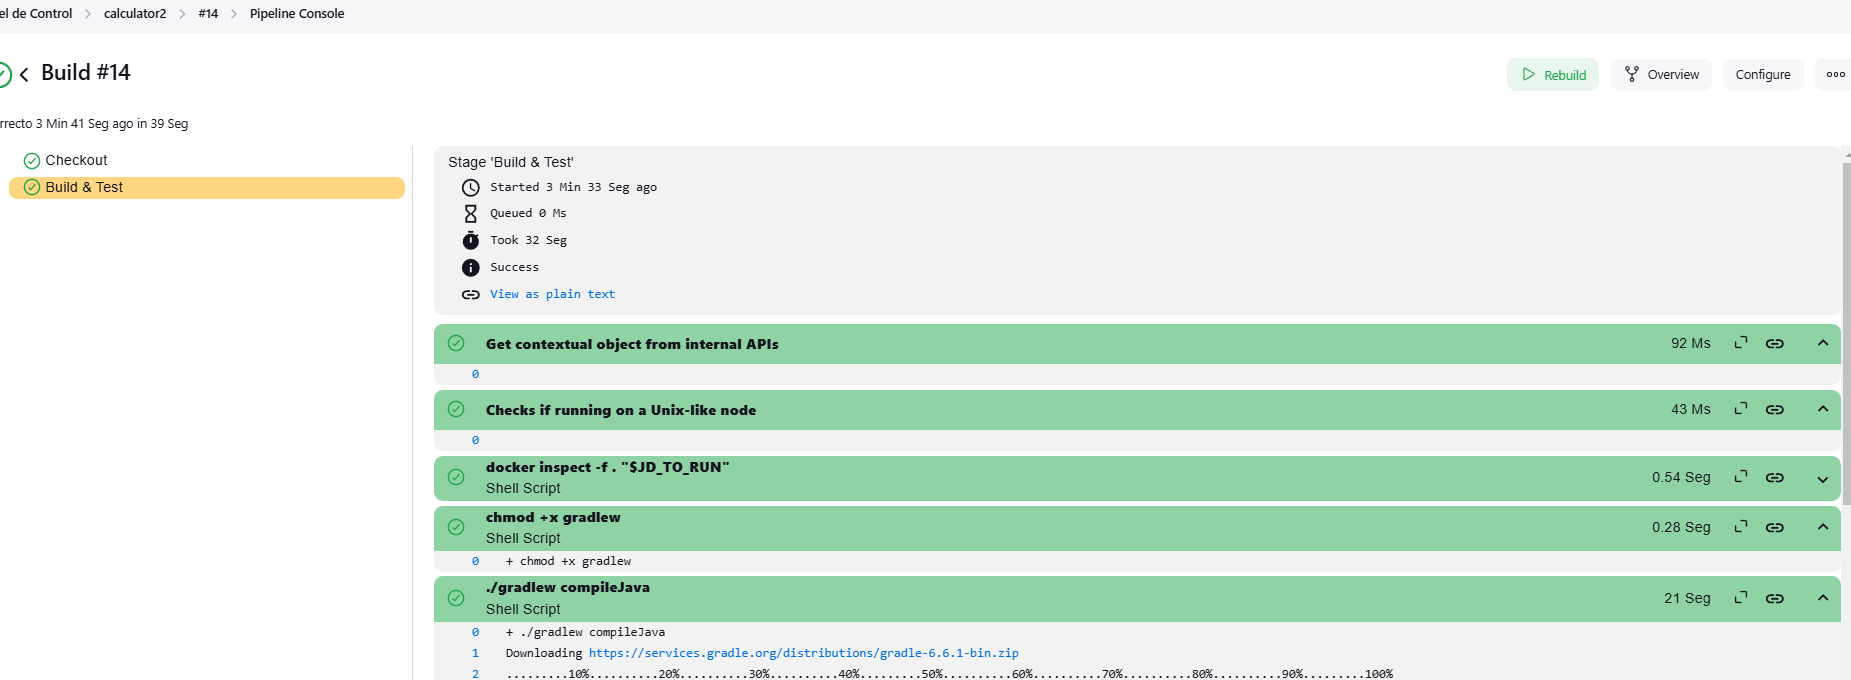 el de Control > calculator2 > #14 > Pipeline Console
Build #14
Rebuild
Overview
Configure
rrecto 3 Min 41 Seg ago in 39 Seg
Checkout
Build & Test
Stage 'Build & Test'
Started 3 Min 33 Seg ago
Queued 0 Ms
Took 32 Seg
Success
View as plain text
Get contextual object from internal APIs 92 Ms
0
Checks if running on a Unix-like node 43 Ms
0
docker inspect -f . "$JD_TO_RUN"
Shell Script 0.54 Seg
chmod +x gradlew
Shell Script 0.28 Seg
0 + chmod +x gradlew
./gradlew compileJava
Shell Script 21 Seg
0 + ./gradlew compileJava
1 Downloading https://services.gradle.org/distributions/gradle-6.6.1-bin.zip
2 .........10%..........20%..........30%..........40%.........50%..........60%..........70%..........80%..........90%.........100%